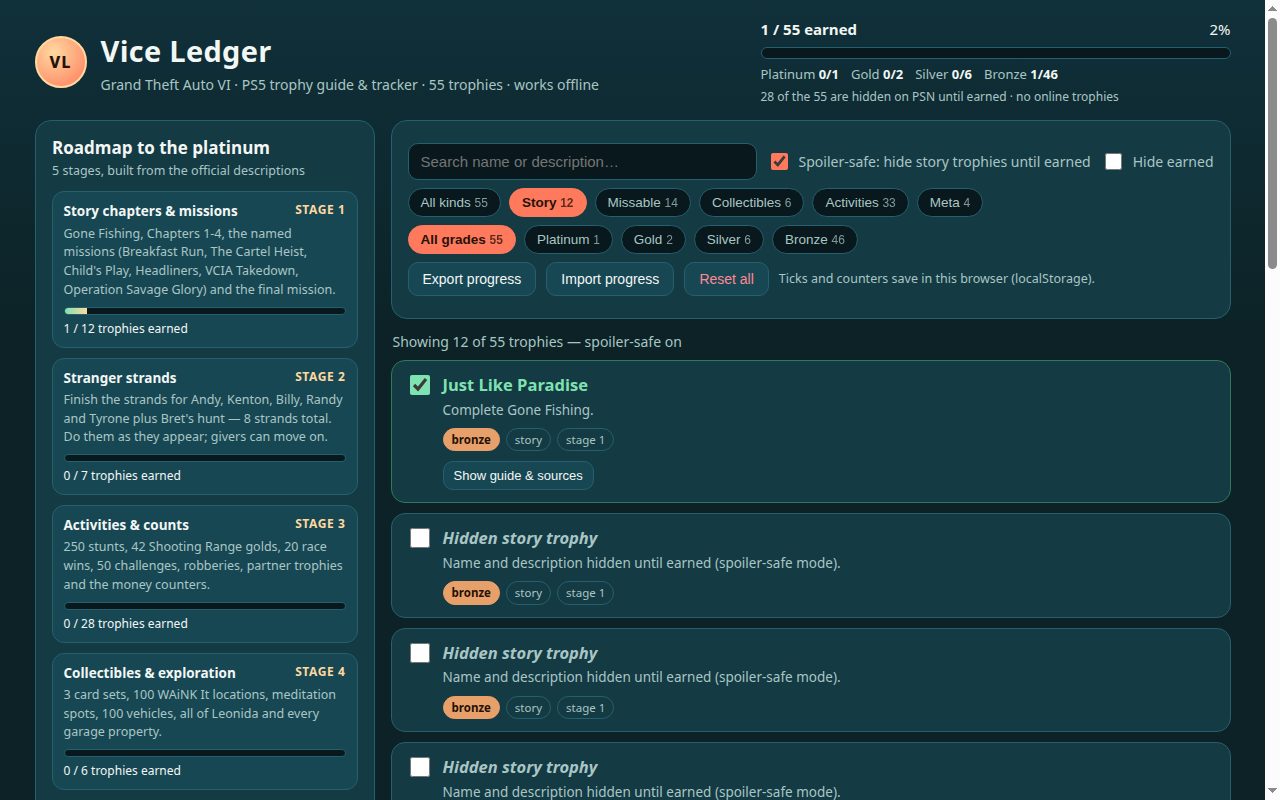 VL
Vice Ledger
Grand Theft Auto VI · PS5 trophy guide & tracker · 55 trophies · works offline
1 / 55 earned
2%
Platinum 0/1 Gold 0/2 Silver 0/6 Bronze 1/46
28 of the 55 are hidden on PSN until earned · no online trophies
Roadmap to the platinum
5 stages, built from the official descriptions
Story chapters & missions
STAGE 1
Gone Fishing, Chapters 1-4, the named
missions (Breakfast Run, The Cartel Heist,
Child's Play, Headliners, VCIA Takedown,
Operation Savage Glory) and the final mission.
1 / 12 trophies earned
Stranger strands
STAGE 2
Finish the strands for Andy, Kenton, Billy, Randy
and Tyrone plus Bret's hunt — 8 strands total.
Do them as they appear; givers can move on.
0 / 7 trophies earned
Activities & counts
STAGE 3
250 stunts, 42 Shooting Range golds, 20 race
wins, 50 challenges, robberies, partner trophies
and the money counters.
0 / 28 trophies earned
Collectibles & exploration
STAGE 4
3 card sets, 100 WAiNK It locations, meditation
spots, 100 vehicles, all of Leonida and every
garage property.
0 / 6 trophies earned
Search name or description…
Spoiler-safe: hide story trophies until earned
Hide earned
All kinds 55
Story 12
Missable 14
Collectibles 6
Activities 33
Meta 4
All grades 55
Platinum 1
Gold 2
Silver 6
Bronze 46
Export progress
Import progress
Reset all
Ticks and counters save in this browser (localStorage).
Showing 12 of 55 trophies — spoiler-safe on
Just Like Paradise
Complete Gone Fishing.
bronze story stage 1
Show guide & sources
Hidden story trophy
Name and description hidden until earned (spoiler-safe mode).
bronze story stage 1
Hidden story trophy
Name and description hidden until earned (spoiler-safe mode).
bronze story stage 1
Hidden story trophy
Name and description hidden until earned (spoiler-safe mode).